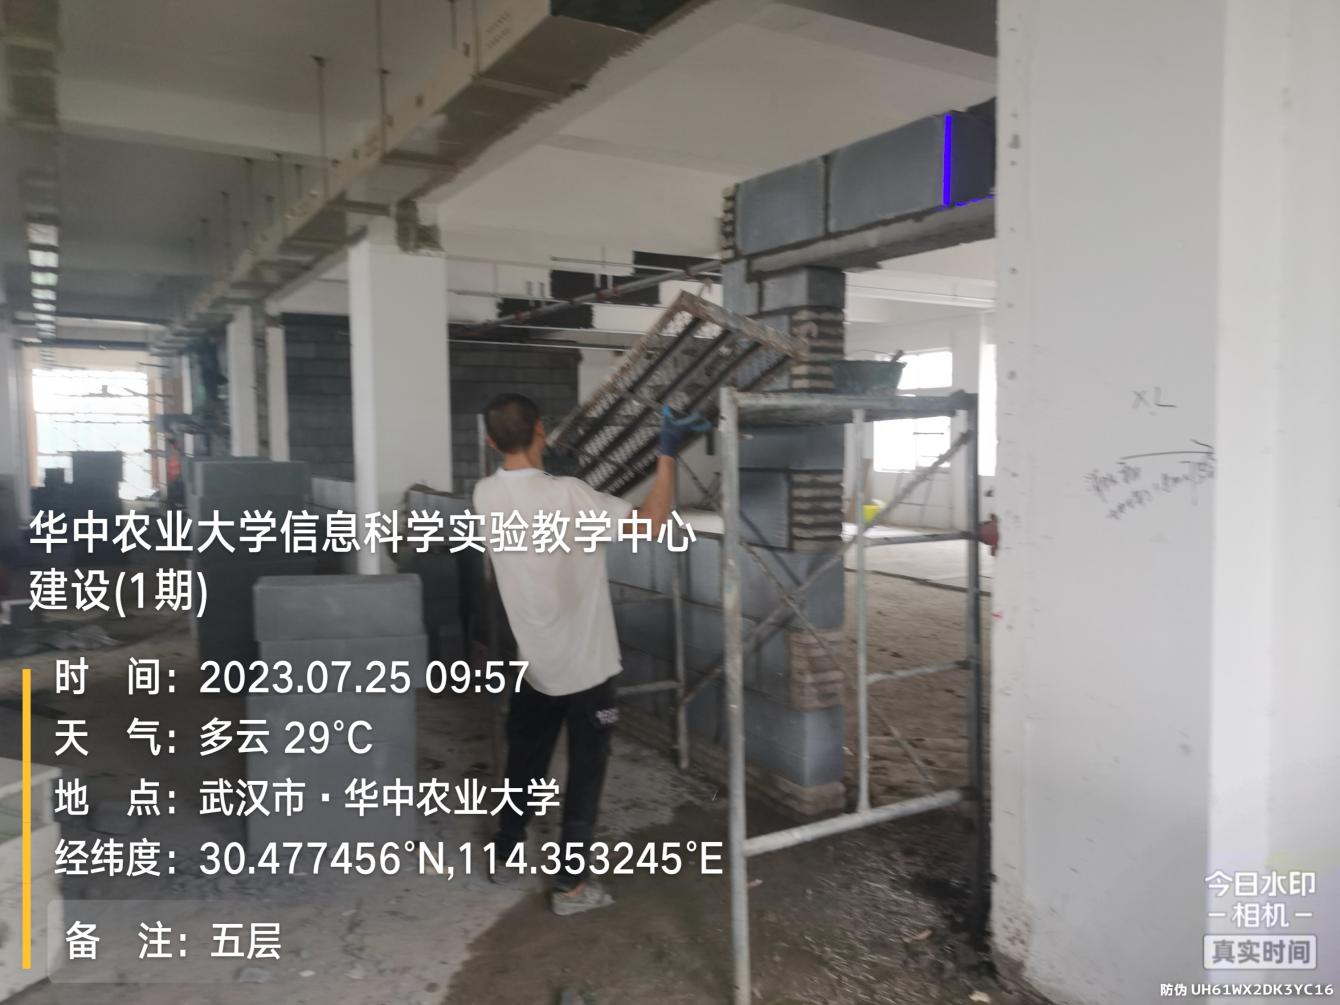 华中农业大学信息科学实验教学中心
建设(1期)
时 间：2023.07.25 09:57
天 气：多云 29°C
地 点：武汉市·华中农业大学
经纬度：30.477456°N,114.353245°E
备 注：五层
XL
今日水印
相机
真实时间
防伪 UH61WX2DK3YC16